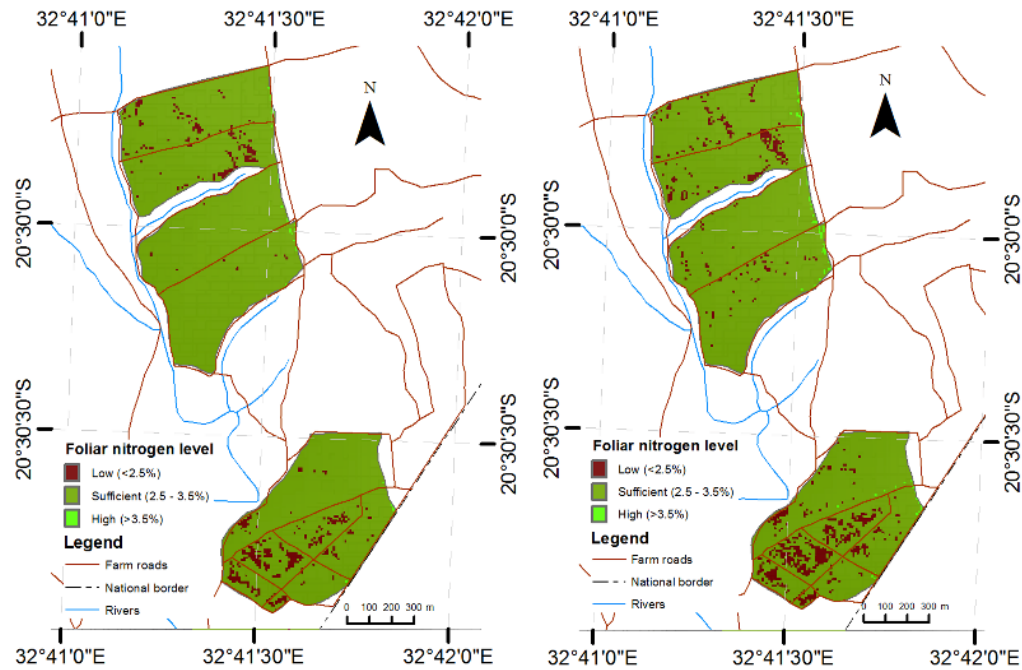 32°41'0"E 32°41'30"E 32°42'0"E
N
20°30'0"S 20°30'0"S
20°30'30"S 20°30'30"S
Foliar nitrogen level
Low (<2.5%)
Sufficient (2.5 - 3.5%)
High (>3.5%)
Legend
Farm roads
National border
Rivers
0 100 200 300 m
32°41'0"E 32°41'30"E 32°42'0"E
32°41'0"E 32°41'30"E 32°42'0"E
N
20°30'0"S 20°30'0"S
20°30'30"S 20°30'30"S
Foliar nitrogen level
Low (<2.5%)
Sufficient (2.5 - 3.5%)
High (>3.5%)
Legend
Farm roads
National border
Rivers
0 100 200 300 m
32°41'0"E 32°41'30"E 32°42'0"E